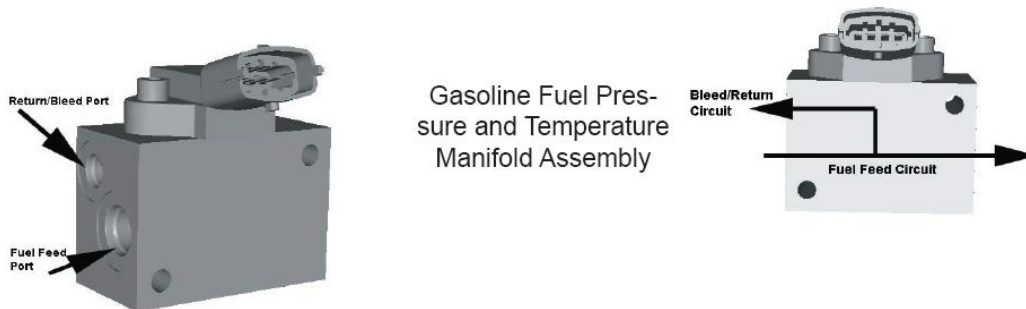 Return/Bleed Port
Fuel Feed
Port
Gasoline Fuel Pres-
sure and Temperature
Manifold Assembly
Bleed/Return
Circuit
Fuel Feed Circuit